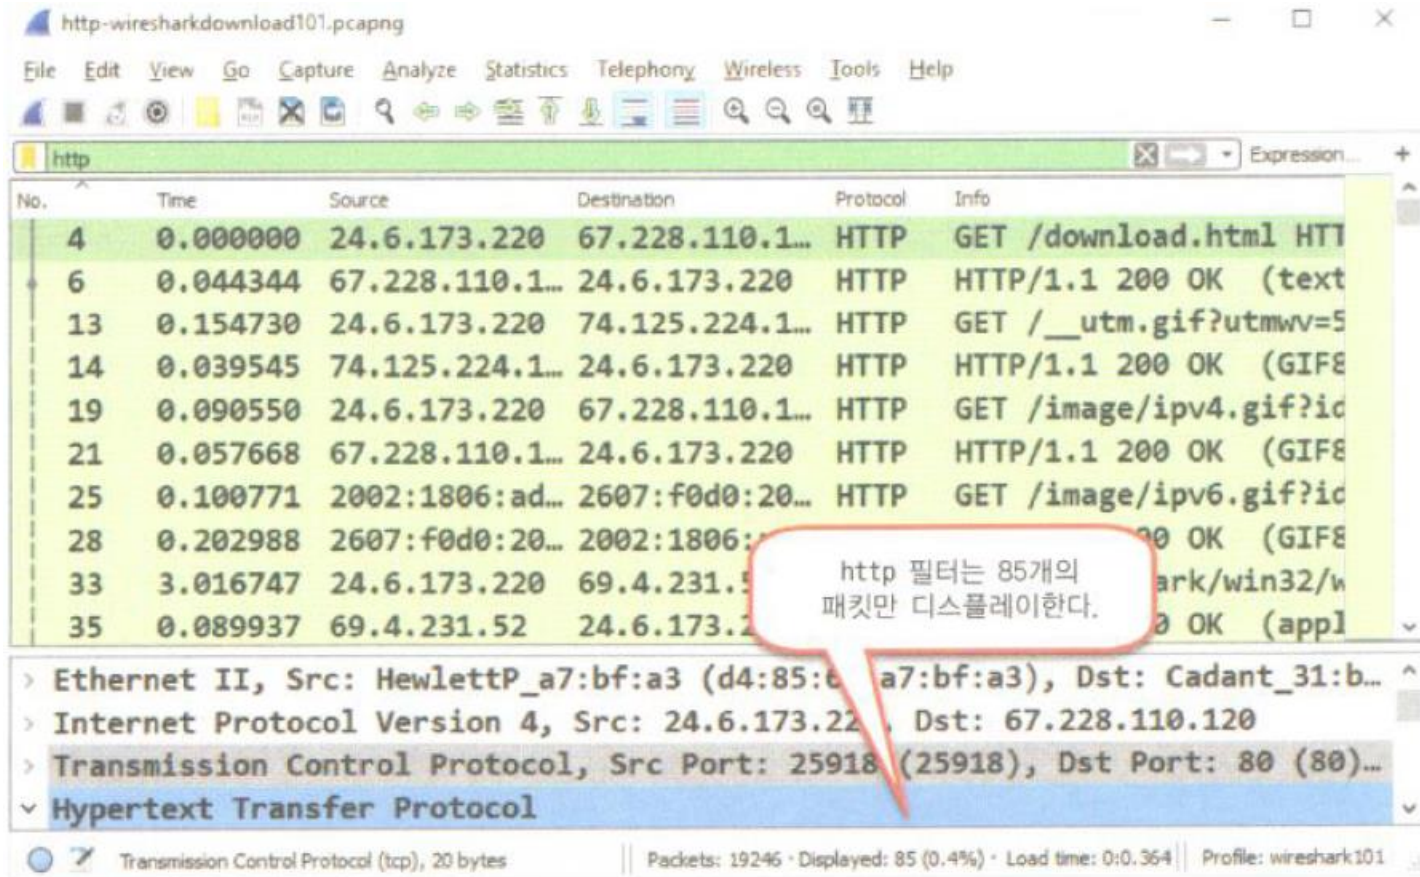 http-wiresharkdownload101.pcapng
File Edit View Go Capture Analyze Statistics Telephony Wireless Tools Help
http Expression... +
No. Time Source Destination Protocol Info
4 0.000000 24.6.173.220 67.228.110.1… HTTP GET /download.html HTT
6 0.044344 67.228.110.1… 24.6.173.220 HTTP HTTP/1.1 200 OK (text
13 0.154730 24.6.173.220 74.125.224.1… HTTP GET /__utm.gif?utmwv=5
14 0.039545 74.125.224.1… 24.6.173.220 HTTP HTTP/1.1 200 OK (GIF8
19 0.090550 24.6.173.220 67.228.110.1… HTTP GET /image/ipv4.gif?id
21 0.057668 67.228.110.1… 24.6.173.220 HTTP HTTP/1.1 200 OK (GIF8
25 0.100771 2002:1806:ad… 2607:f0d0:20… HTTP GET /image/ipv6.gif?id
28 0.202988 2607:f0d0:20… 2002:1806: 00 OK (GIF8
33 3.016747 24.6.173.220 69.4.231.5 ark/win32/w
35 0.089937 69.4.231.52 24.6.173.2 0 OK (appl
http 필터는 85개의
패킷만 디스플레이한다.
Ethernet II, Src: HewlettP_a7:bf:a3 (d4:85:6 a7:bf:a3), Dst: Cadant_31:b…
Internet Protocol Version 4, Src: 24.6.173.22 . Dst: 67.228.110.120
Transmission Control Protocol, Src Port: 25918 (25918), Dst Port: 80 (80)…
Hypertext Transfer Protocol
Transmission Control Protocol (tcp), 20 bytes Packets: 19246 · Displayed: 85 (0.4%) · Load time: 0:0.364 Profile: wireshark101